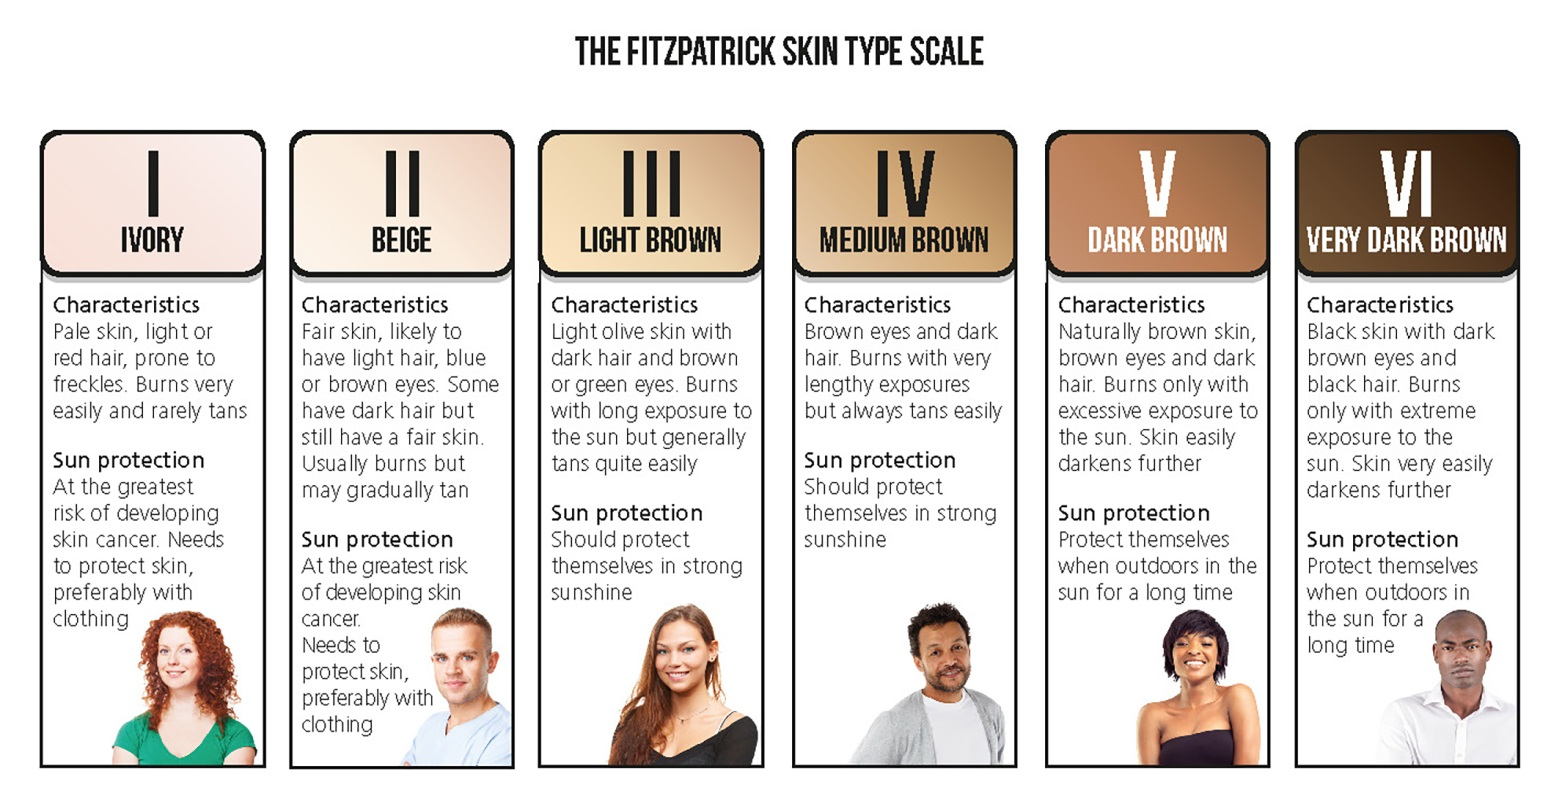 THE FITZPATRICK SKIN TYPE SCALE
I
IVORY
Characteristics
Pale skin, light or
red hair, prone to
freckles. Burns very
easily and rarely tans
Sun protection
At the greatest
risk of developing
skin cancer. Needs
to protect skin,
preferably with
clothing
II
BEIGE
Characteristics
Fair skin, likely to
have light hair, blue
or brown eyes. Some
have dark hair but
still have a fair skin.
Usually burns but
may gradually tan
Sun protection
At the greatest risk
of developing skin
cancer.
Needs to
protect skin,
preferably with
clothing
III
LIGHT BROWN
Characteristics
Light olive skin with
dark hair and brown
or green eyes. Burns
with long exposure to
the sun but generally
tans quite easily
Sun protection
Should protect
themselves in strong
sunshine
IV
MEDIUM BROWN
Characteristics
Brown eyes and dark
hair. Burns with very
lengthy exposures
but always tans easily
Sun protection
Should protect
themselves in strong
sunshine
V
DARK BROWN
Characteristics
Naturally brown skin,
brown eyes and dark
hair. Burns only with
excessive exposure to
the sun. Skin easily
darkens further
Sun protection
Protect themselves
when outdoors in the
sun for a long time
VI
VERY DARK BROWN
Characteristics
Black skin with dark
brown eyes and
black hair. Burns
only with extreme
exposure to the
sun. Skin very easily
darkens further
Sun protection
Protect themselves
when outdoors in
the sun for a
long time